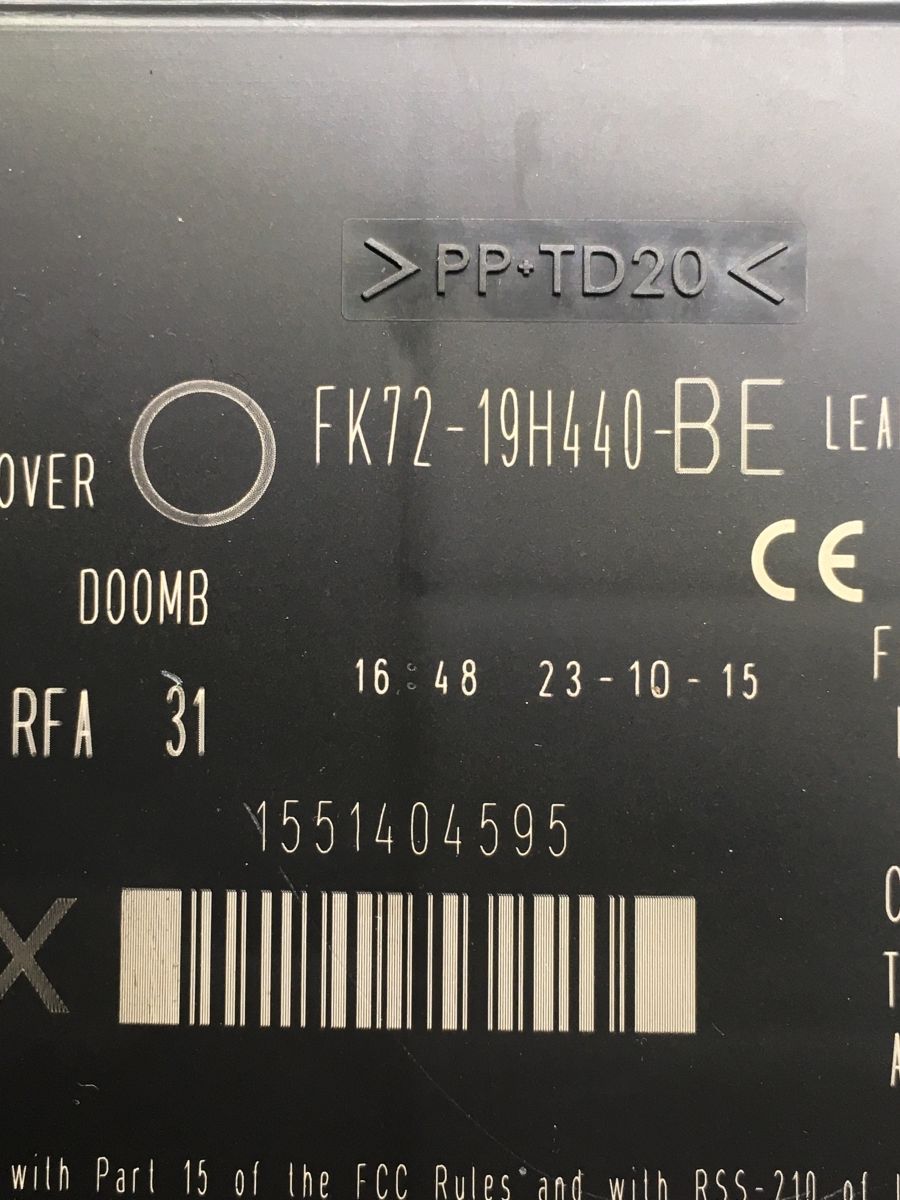 >PP+TD20<
FK72-19H440-BE
OVER
DOOMB
CE
16:48 23-10-15
RFA 31
1551404595
X
with Part 15 of the FCC Rules and with RSS-210 of